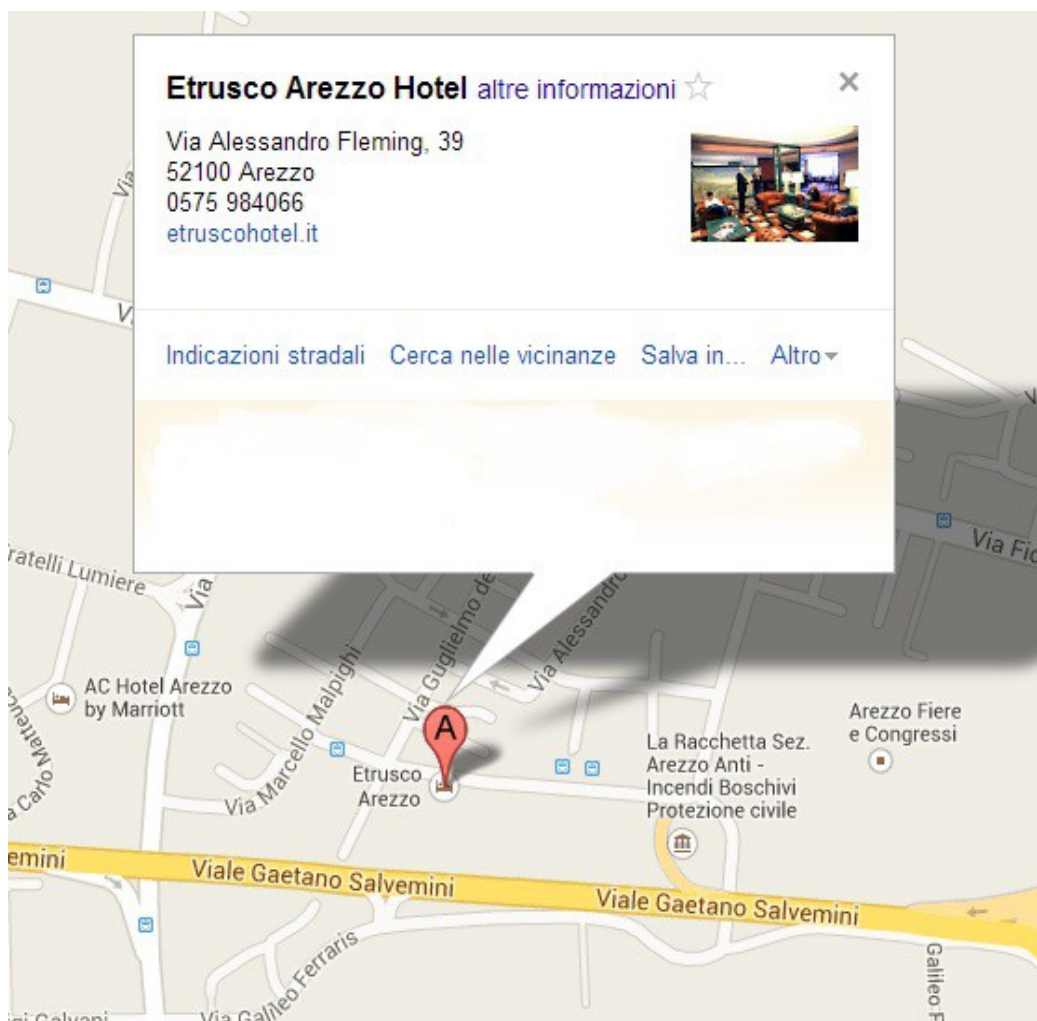 Etrusco Arezzo Hotel altre informazioni
Via Alessandro Fleming, 39
52100 Arezzo
0575 984066
etruscohotel.it
Indicazioni stradali Cerca nelle vicinanze Salva in... Altro
Via
Via Fio
ratelli Lumiere
Via
Via Guglielmo de
Via Alessandro
Via Marcello Malpighi
AC Hotel Arezzo
by Marriott
A
Etrusco
Arezzo
La Racchetta Sez.
Arezzo Anti -
Incendi Boschivi
Protezione civile
Arezzo Fiere
e Congressi
Carlo Matteuc
emini
Viale Gaetano Salvemini
Viale Gaetano Salvemini
Via Galileo Ferraris
Galileo F